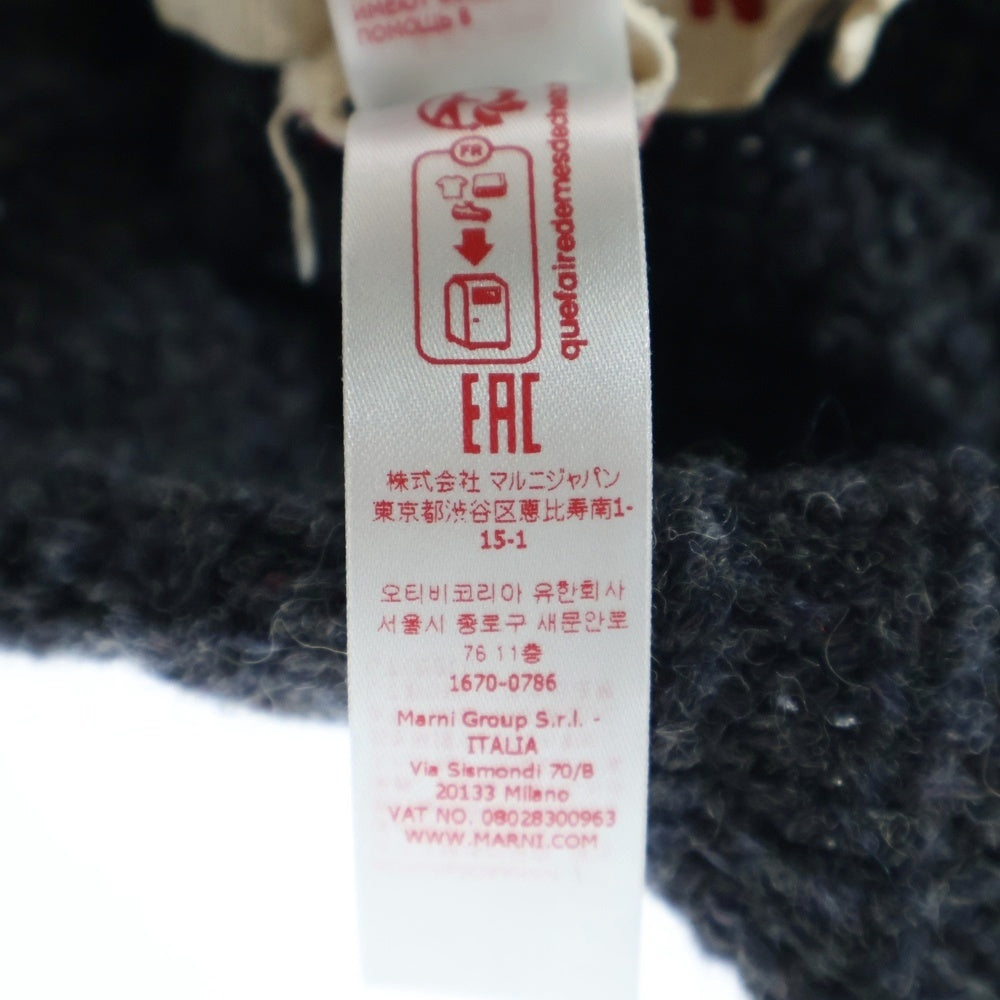 ПОМОЩЬ В
FR
quefairedemesdeche
EAC
株式会社 マルニジャパン
東京都渋谷区恵比寿南1-
15-1
오티비코리아 유한회사
서울시 종로구 새문안로
76 11층
1670-0786
Marni Group S.r.l. -
ITALIA
Via Sismondi 70/B
20133 Milano
VAT NO. 08028300963
WWW.MARNI.COM